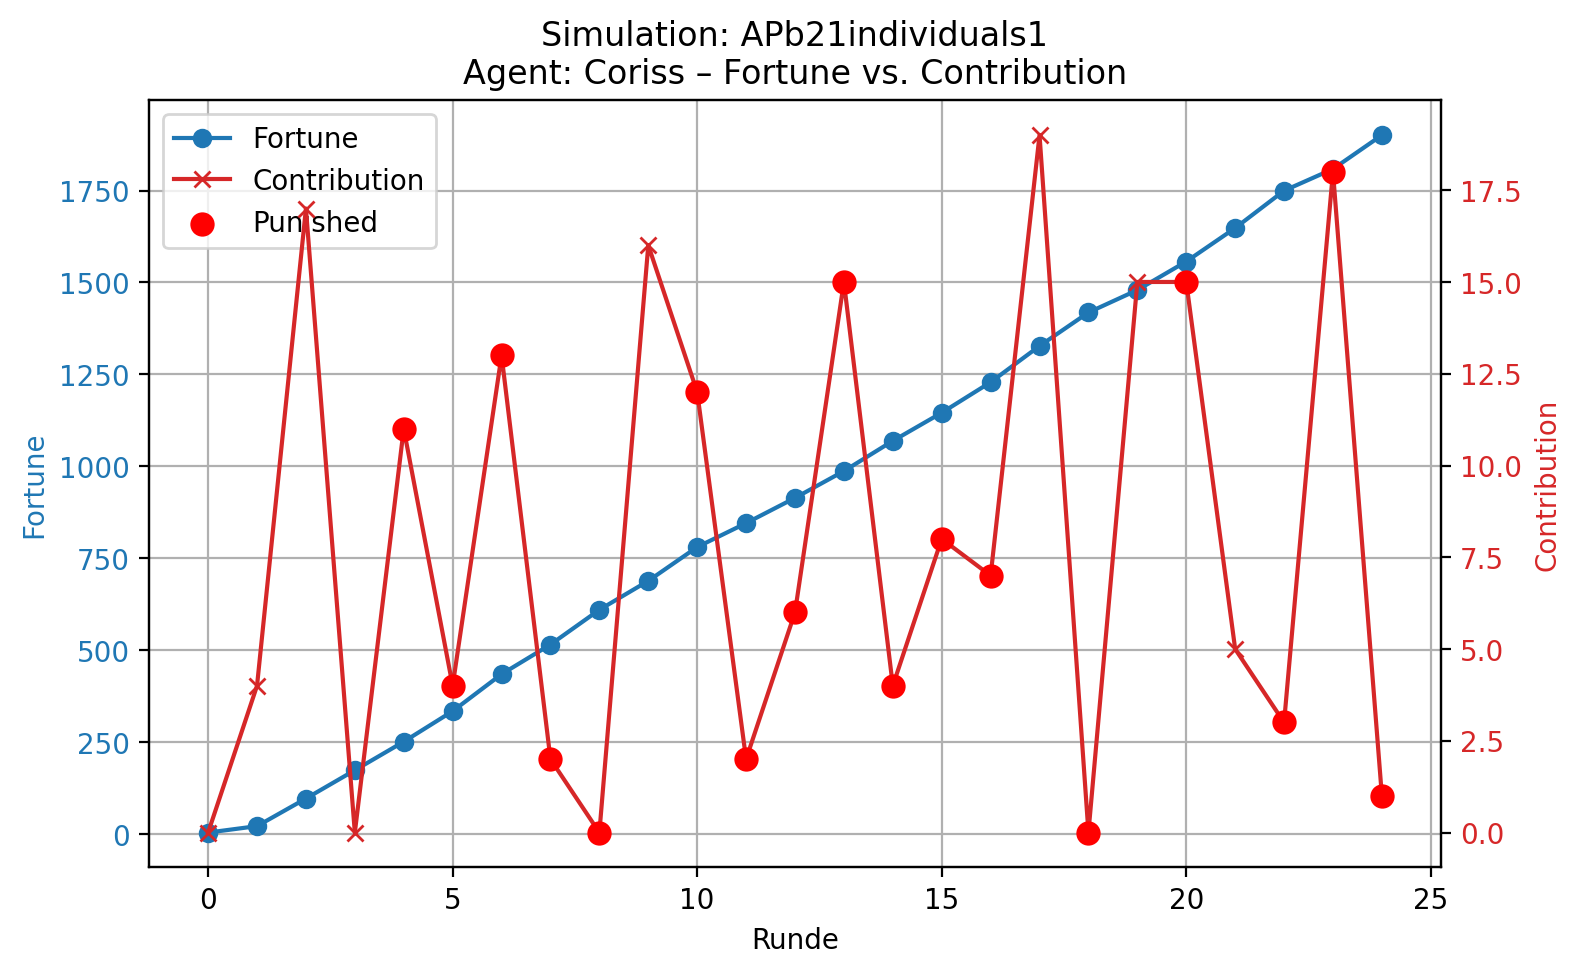 Simulation: APb21individuals1
Agent: Coriss – Fortune vs. Contribution
Fortune
Contribution
Punished
1750
1500
1250
1000
750
500
250
0
Fortune
17.5
15.0
12.5
10.0
7.5
5.0
2.5
0.0
Contribution
0 5 10 15 20 25
Runde